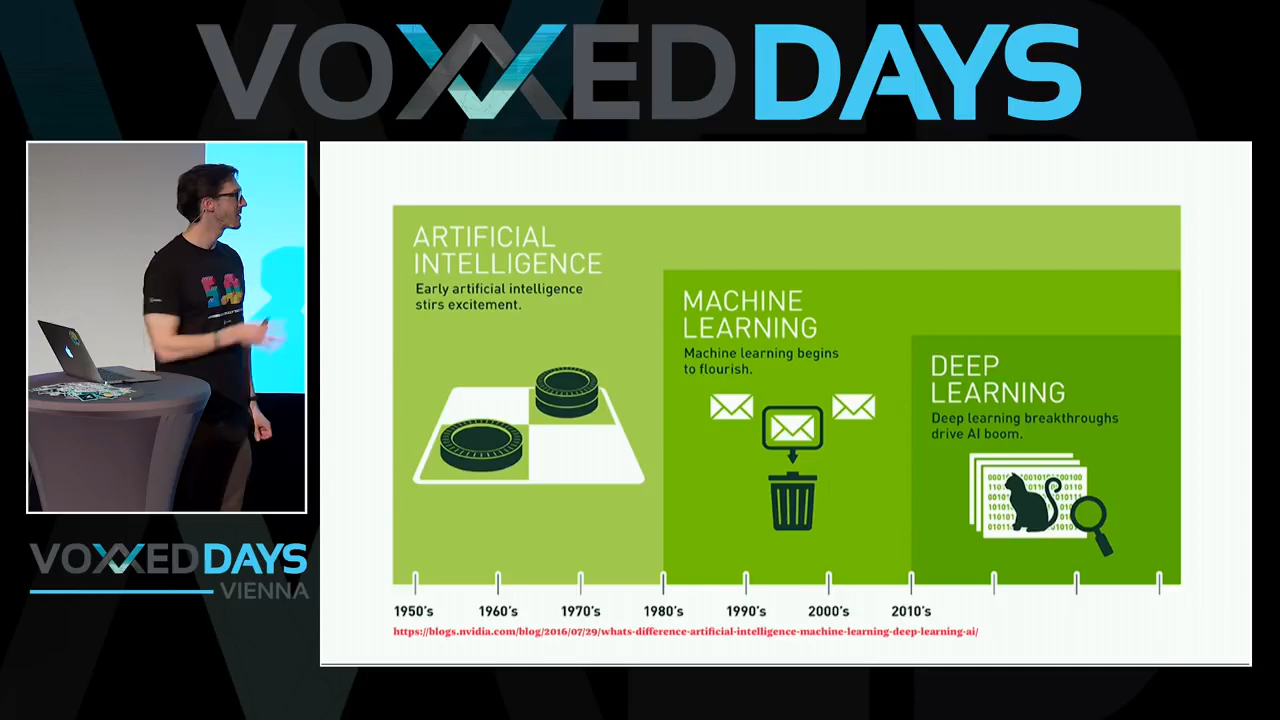 VOXXED DAYS
ARTIFICIAL
INTELLIGENCE
Early artificial intelligence
stirs excitement.
MACHINE
LEARNING
Machine learning begins
to flourish.
DEEP
LEARNING
Deep learning breakthroughs
drive AI boom.
1950's 1960's 1970's 1980's 1990's 2000's 2010's
https://blogs.nvidia.com/blog/2016/07/29/whats-difference-artificial-intelligence-machine-learning-deep-learning-ai/
VOXXED DAYS
VIENNA